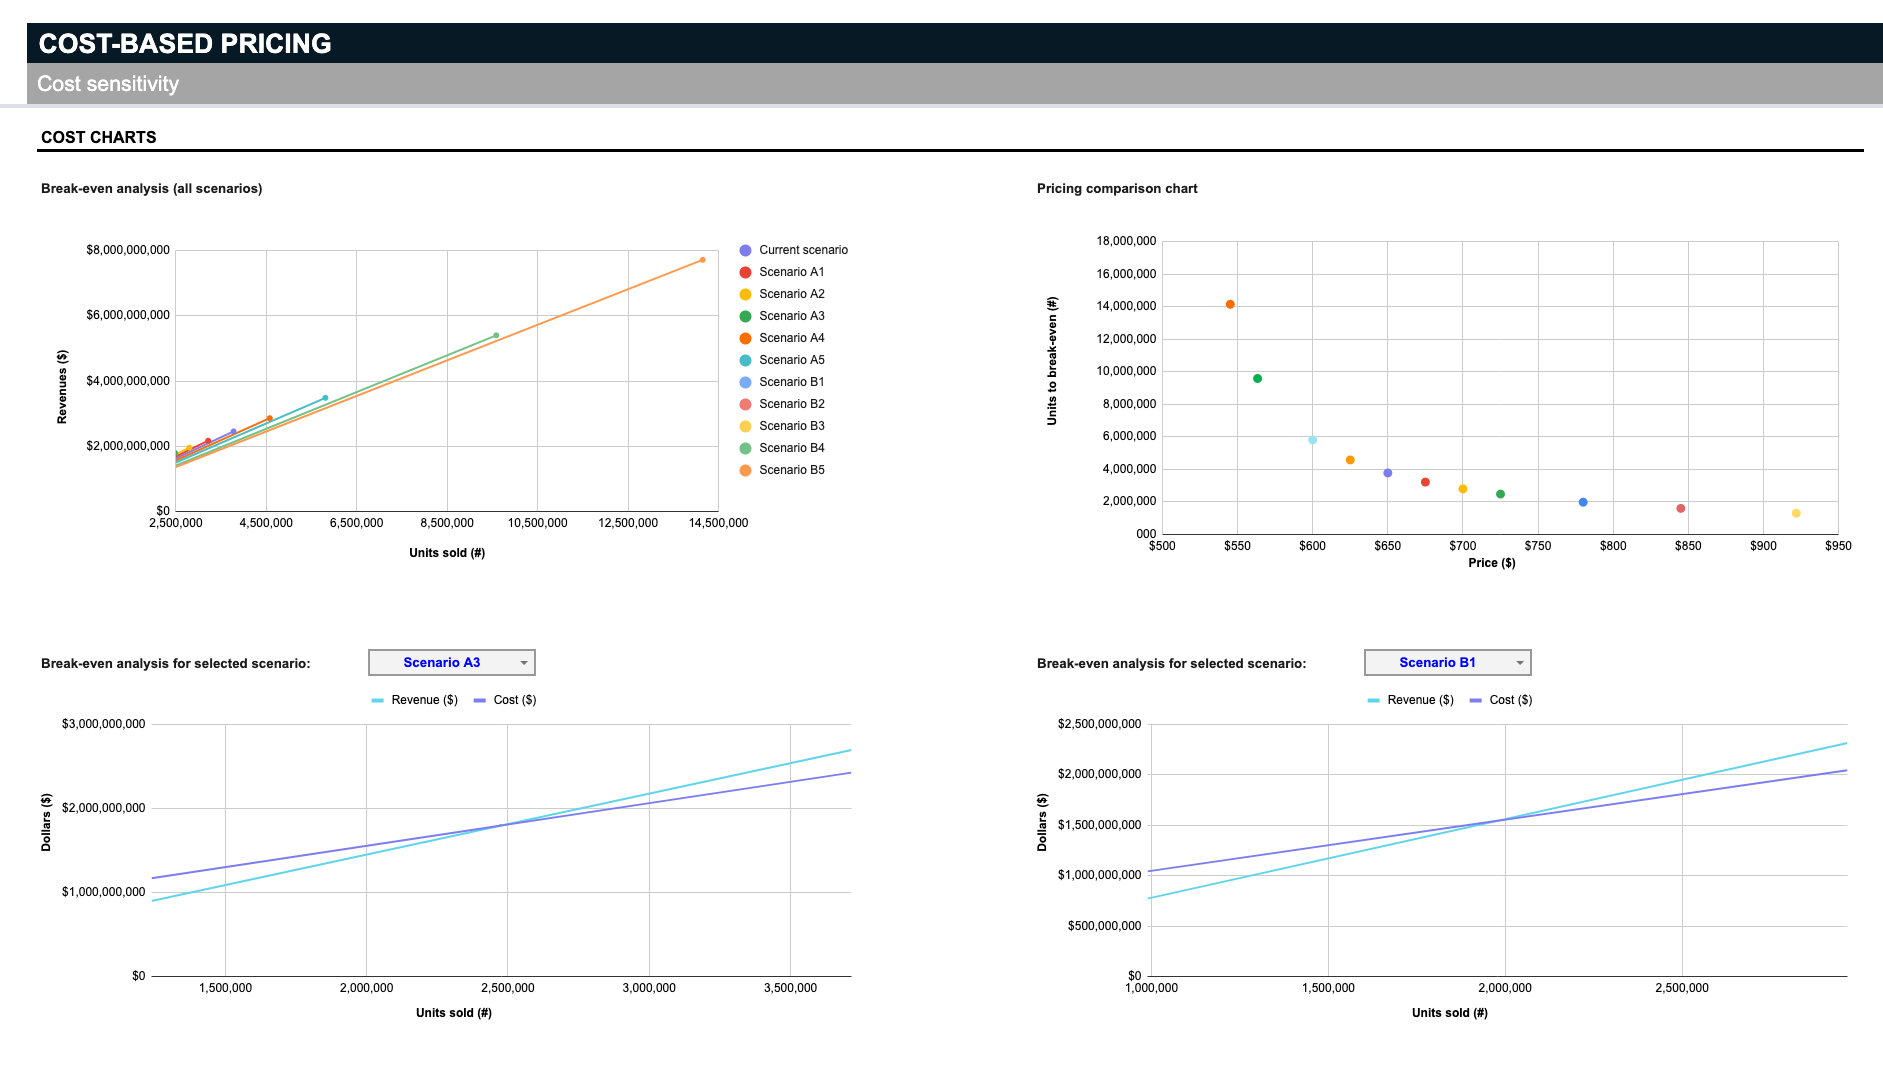 COST-BASED PRICING
Cost sensitivity
COST CHARTS
Break-even analysis (all scenarios)
$8,000,000,000
$6,000,000,000
$4,000,000,000
$2,000,000,000
$0
Revenues ($)
2,500,000 4,500,000 6,500,000 8,500,000 10,500,000 12,500,000 14,500,000
Units sold (#)
Current scenario
Scenario A1
Scenario A2
Scenario A3
Scenario A4
Scenario A5
Scenario B1
Scenario B2
Scenario B3
Scenario B4
Scenario B5
Pricing comparison chart
18,000,000
16,000,000
14,000,000
12,000,000
10,000,000
8,000,000
6,000,000
4,000,000
2,000,000
000
Units to break-even (#)
$500 $550 $600 $650 $700 $750 $800 $850 $900 $950
Price ($)
Break-even analysis for selected scenario: Scenario A3
Revenue ($) Cost ($)
$3,000,000,000
$2,000,000,000
$1,000,000,000
$0
Dollars ($)
1,500,000 2,000,000 2,500,000 3,000,000 3,500,000
Units sold (#)
Break-even analysis for selected scenario: Scenario B1
Revenue ($) Cost ($)
$2,500,000,000
$2,000,000,000
$1,500,000,000
$1,000,000,000
$500,000,000
$0
Dollars ($)
1,000,000 1,500,000 2,000,000 2,500,000
Units sold (#)